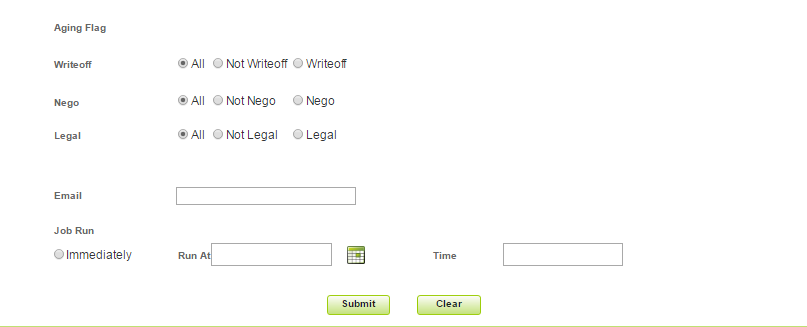 Aging Flag
Writeoff All Not Writeoff Writeoff
Nego All Not Nego Nego
Legal All Not Legal Legal
Email
Job Run
Immediately Run At Time
Submit Clear